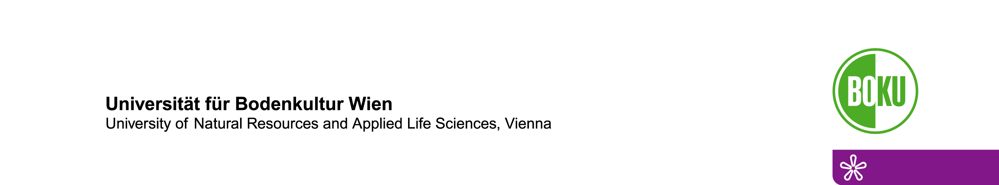 Universität für Bodenkultur Wien
University of Natural Resources and Applied Life Sciences, Vienna
BOKU